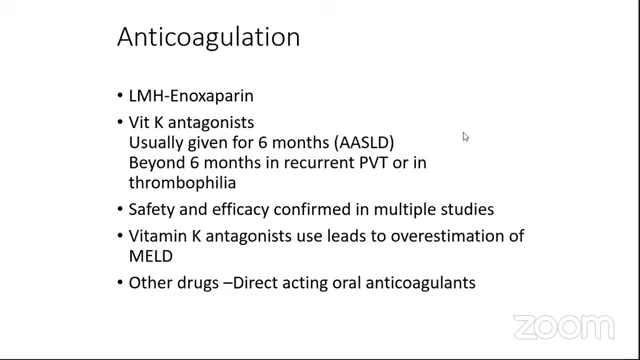 Anticoagulation
• LMH-Enoxaparin
• Vit K antagonists
Usually given for 6 months (AASLD)
Beyond 6 months in recurrent PVT or in
thrombophilia
• Safety and efficacy confirmed in multiple studies
• Vitamin K antagonists use leads to overestimation of
MELD
• Other drugs –Direct acting oral anticoagulants
zoom